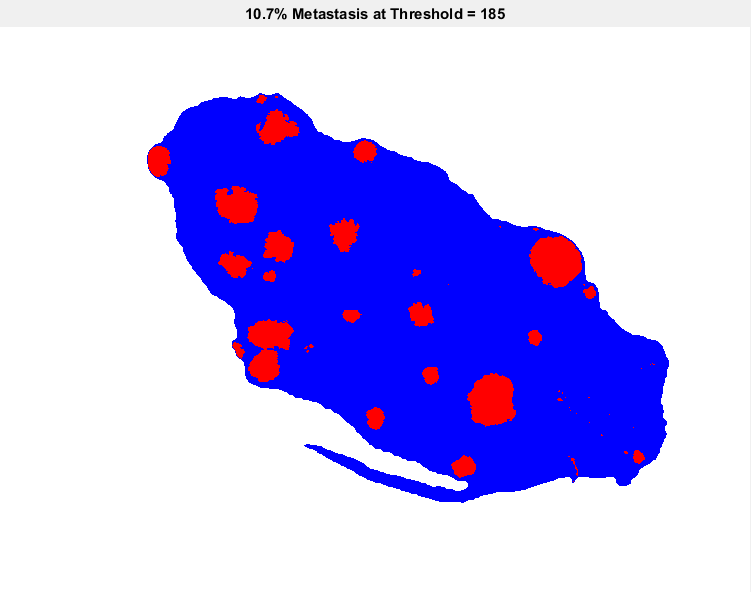 10.7% Metastasis at Threshold = 185